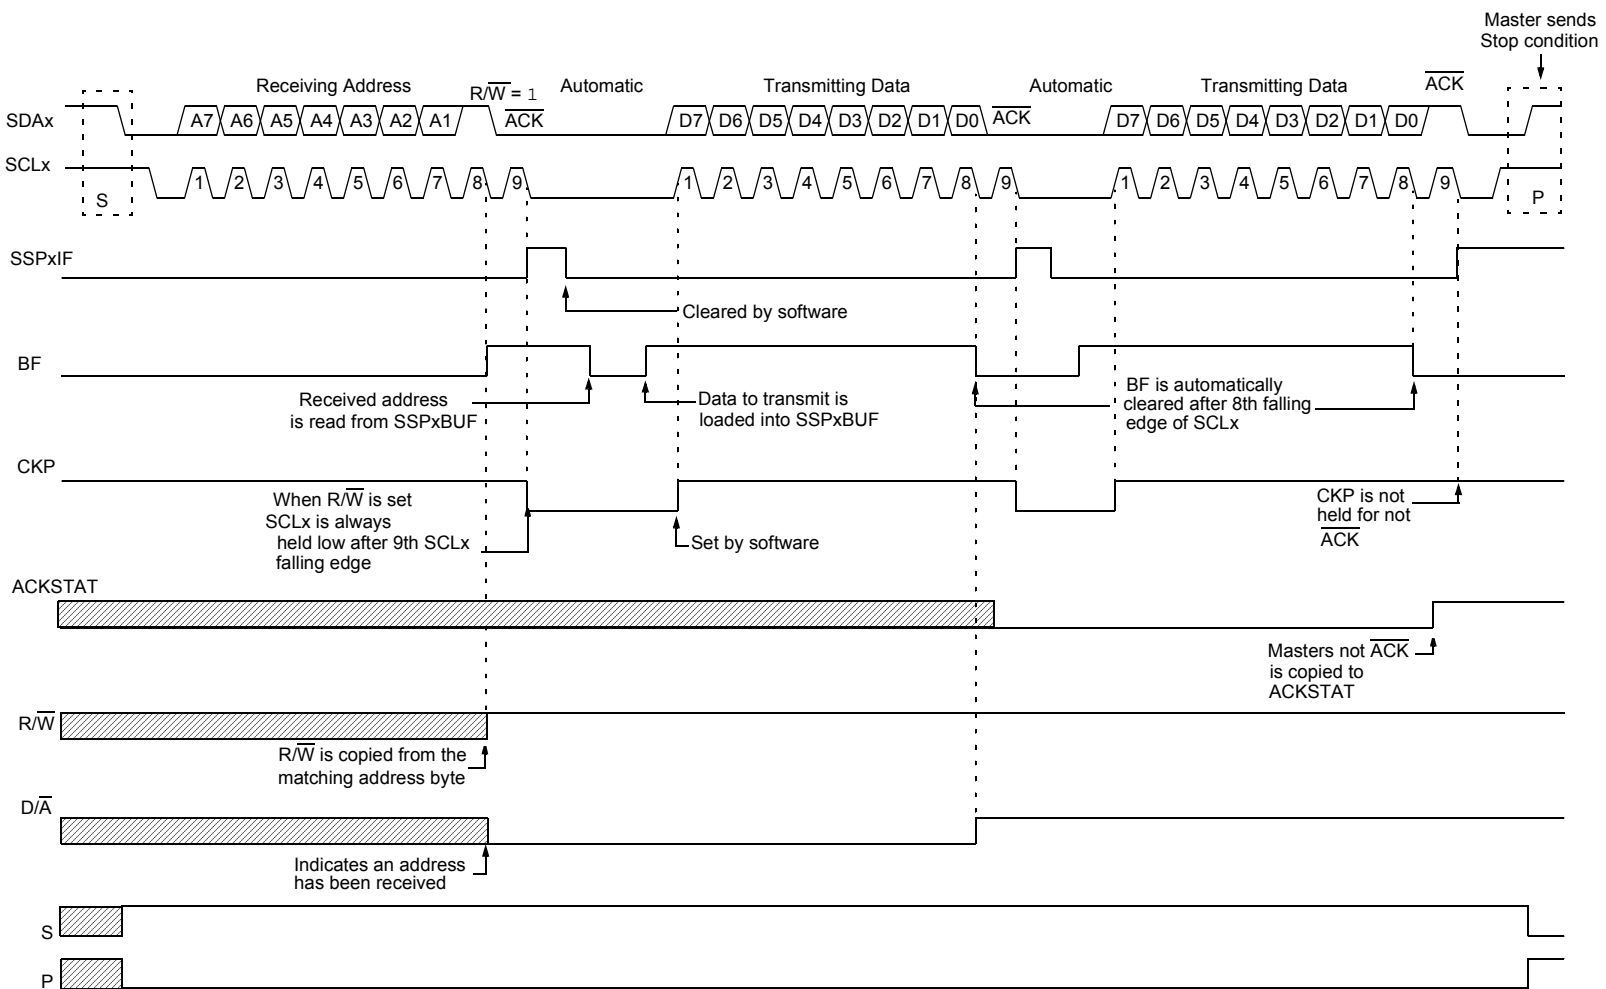 Master sends
Stop condition
Receiving Address
R/W̅ = 1
Automatic
Transmitting Data
Automatic
Transmitting Data
A̅C̅K̅
SDAx
A7 A6 A5 A4 A3 A2 A1
A̅C̅K̅
D7 D6 D5 D4 D3 D2 D1 D0
A̅C̅K̅
D7 D6 D5 D4 D3 D2 D1 D0
SCLx
S
1 2 3 4 5 6 7 8 9
1 2 3 4 5 6 7 8 9
1 2 3 4 5 6 7 8 9
P
SSPxIF
Cleared by software
BF
Received address
is read from SSPxBUF
Data to transmit is
loaded into SSPxBUF
BF is automatically
cleared after 8th falling
edge of SCLx
CKP
When R/W̅ is set
SCLx is always
held low after 9th SCLx
falling edge
Set by software
CKP is not
held for not
A̅C̅K̅
ACKSTAT
Masters not A̅C̅K̅
is copied to
ACKSTAT
R/W̅
R/W̅ is copied from the
matching address byte
D/A̅
Indicates an address
has been received
S
P